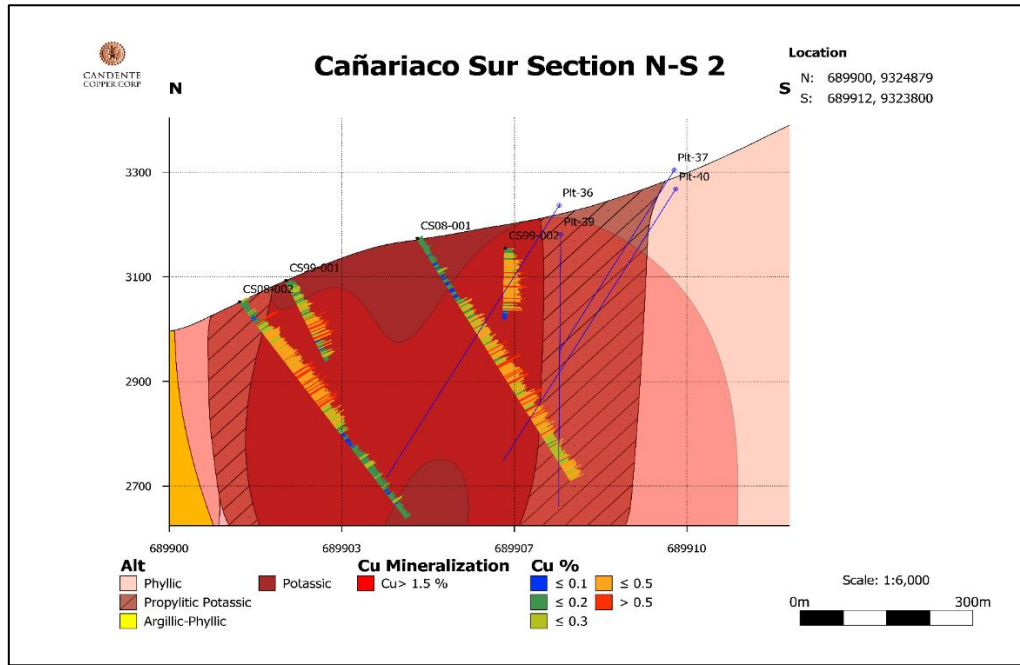 CANDENTE
COPPER CORP
Cañariaco Sur Section N-S 2
Location
N: 689900, 9324879
S: 689912, 9323800
N
S
3300
3100
2900
2700
Plt-37
Plt-40
Plt-36
Plt-39
CS08-001
CS99-002
CS99-001
CS08-002
689900
689903
689907
689910
Alt
Phyllic
Propylitic Potassic
Argillic-Phyllic
Potassic
Cu Mineralization
Cu> 1.5 %
Cu %
≤ 0.1
≤ 0.2
≤ 0.3
≤ 0.5
> 0.5
Scale: 1:6,000
0m
300m